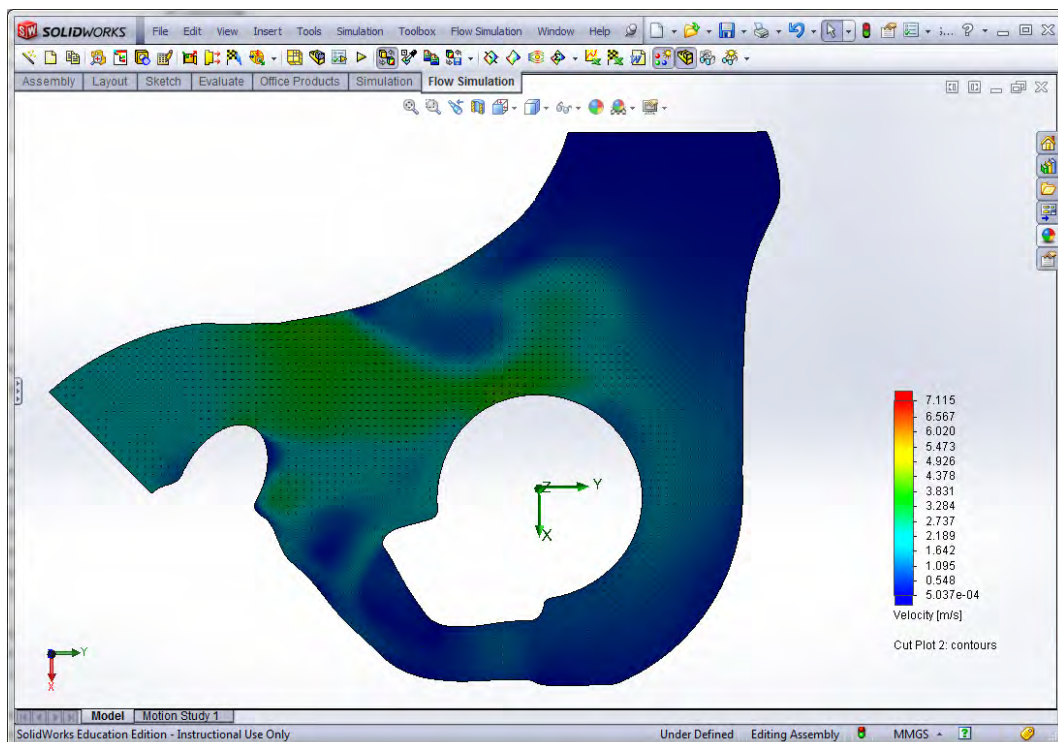 SW SOLIDWORKS File Edit View Insert Tools Simulation Toolbox Flow Simulation Window Help
Assembly Layout Sketch Evaluate Office Products Simulation Flow Simulation
7.115
6.567
6.020
5.473
4.926
4.378
3.831
3.284
2.737
2.189
1.642
1.095
0.548
5.037e-04
Velocity [m/s]
Cut Plot 2: contours
Z Y
X
Y
X
Model Motion Study 1
SolidWorks Education Edition - Instructional Use Only Under Defined Editing Assembly MMGS ?